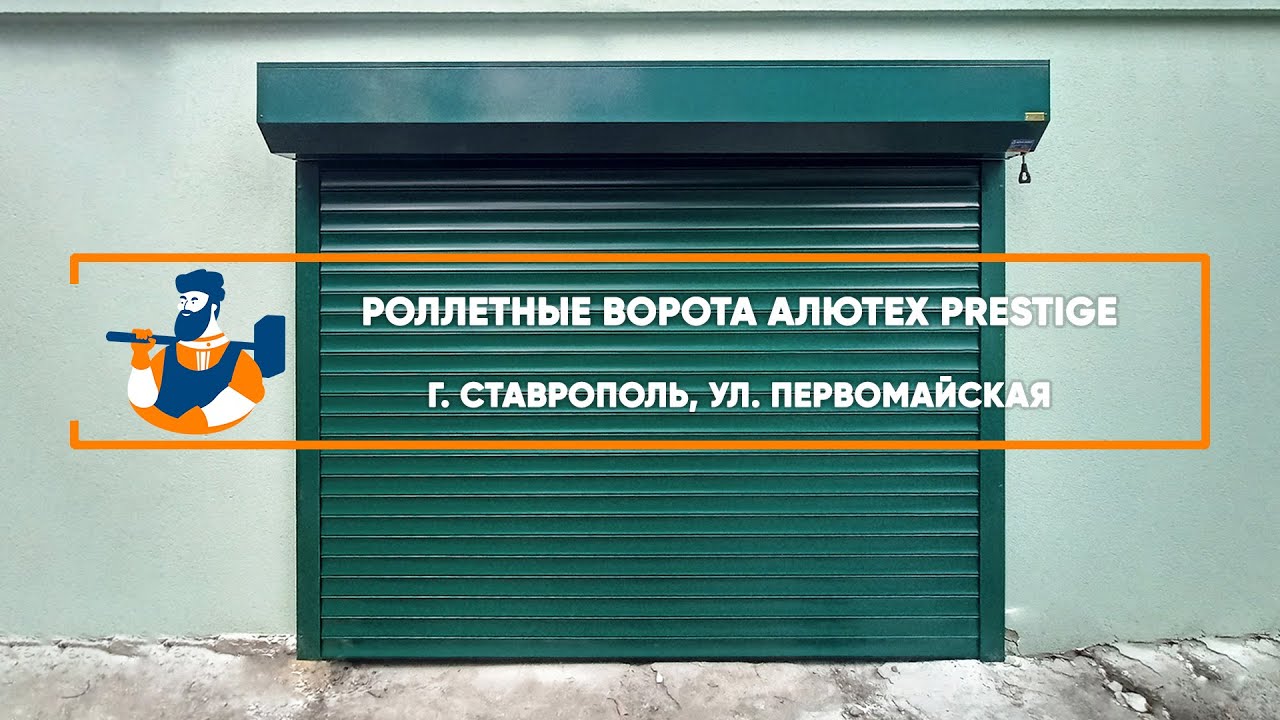 РОЛЛЕТНЫЕ ВОРОТА АЛЮТЕХ PRESTIGE
Г. СТАВРОПОЛЬ, УЛ. ПЕРВОМАЙСКАЯ